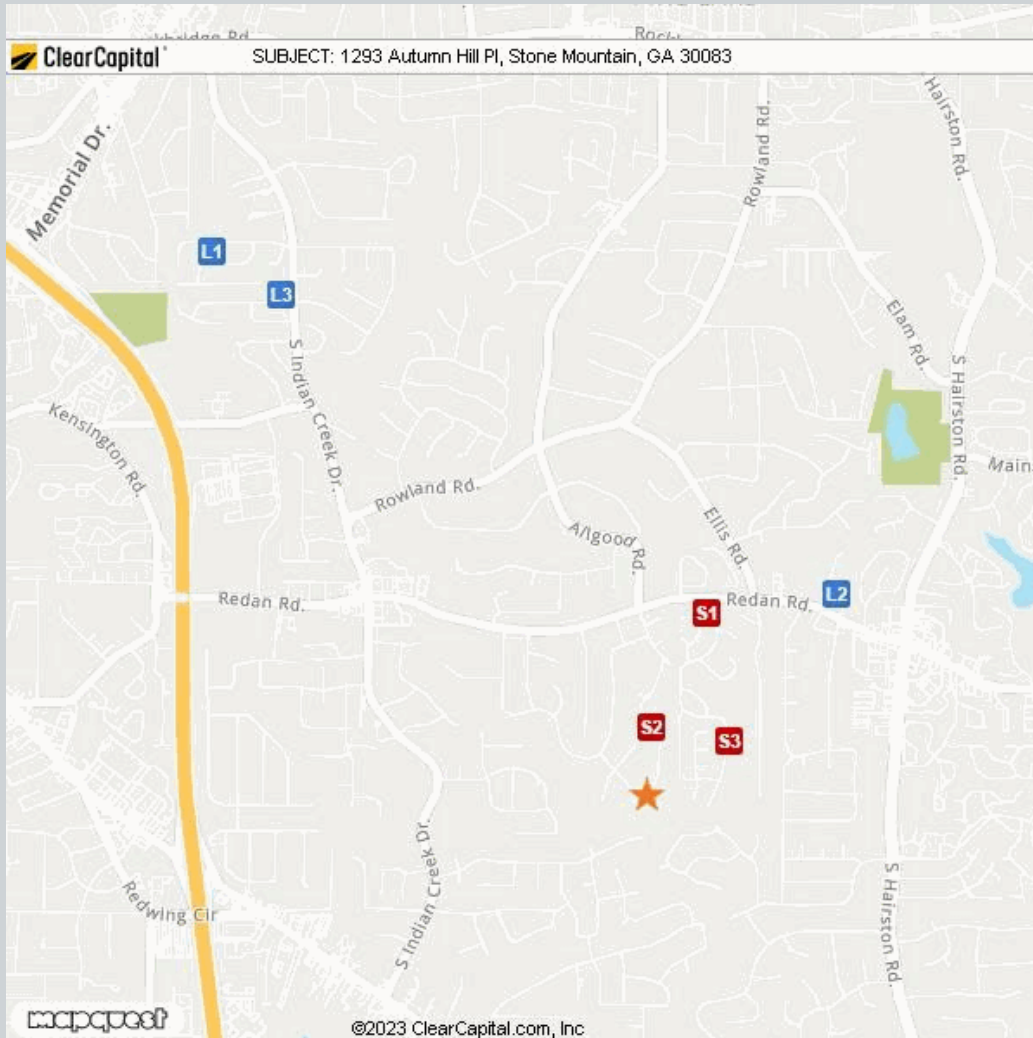 ClearCapital
SUBJECT: 1293 Autumn Hill Pl, Stone Mountain, GA 30083
Memorial Dr.
Rowland Rd.
Hairston Rd.
L1
L3
Elam Rd.
S Indian Creek Dr.
S Hairston Rd.
Kensington Rd.
Main
Rowland Rd.
Allgood Rd.
Ellis Rd.
Redan Rd.
S1
Redan Rd.
L2
S2
S3
S Indian Creek Dr.
Redwing Cir
S Hairston Rd.
mapquest
©2023 ClearCapital.com, Inc